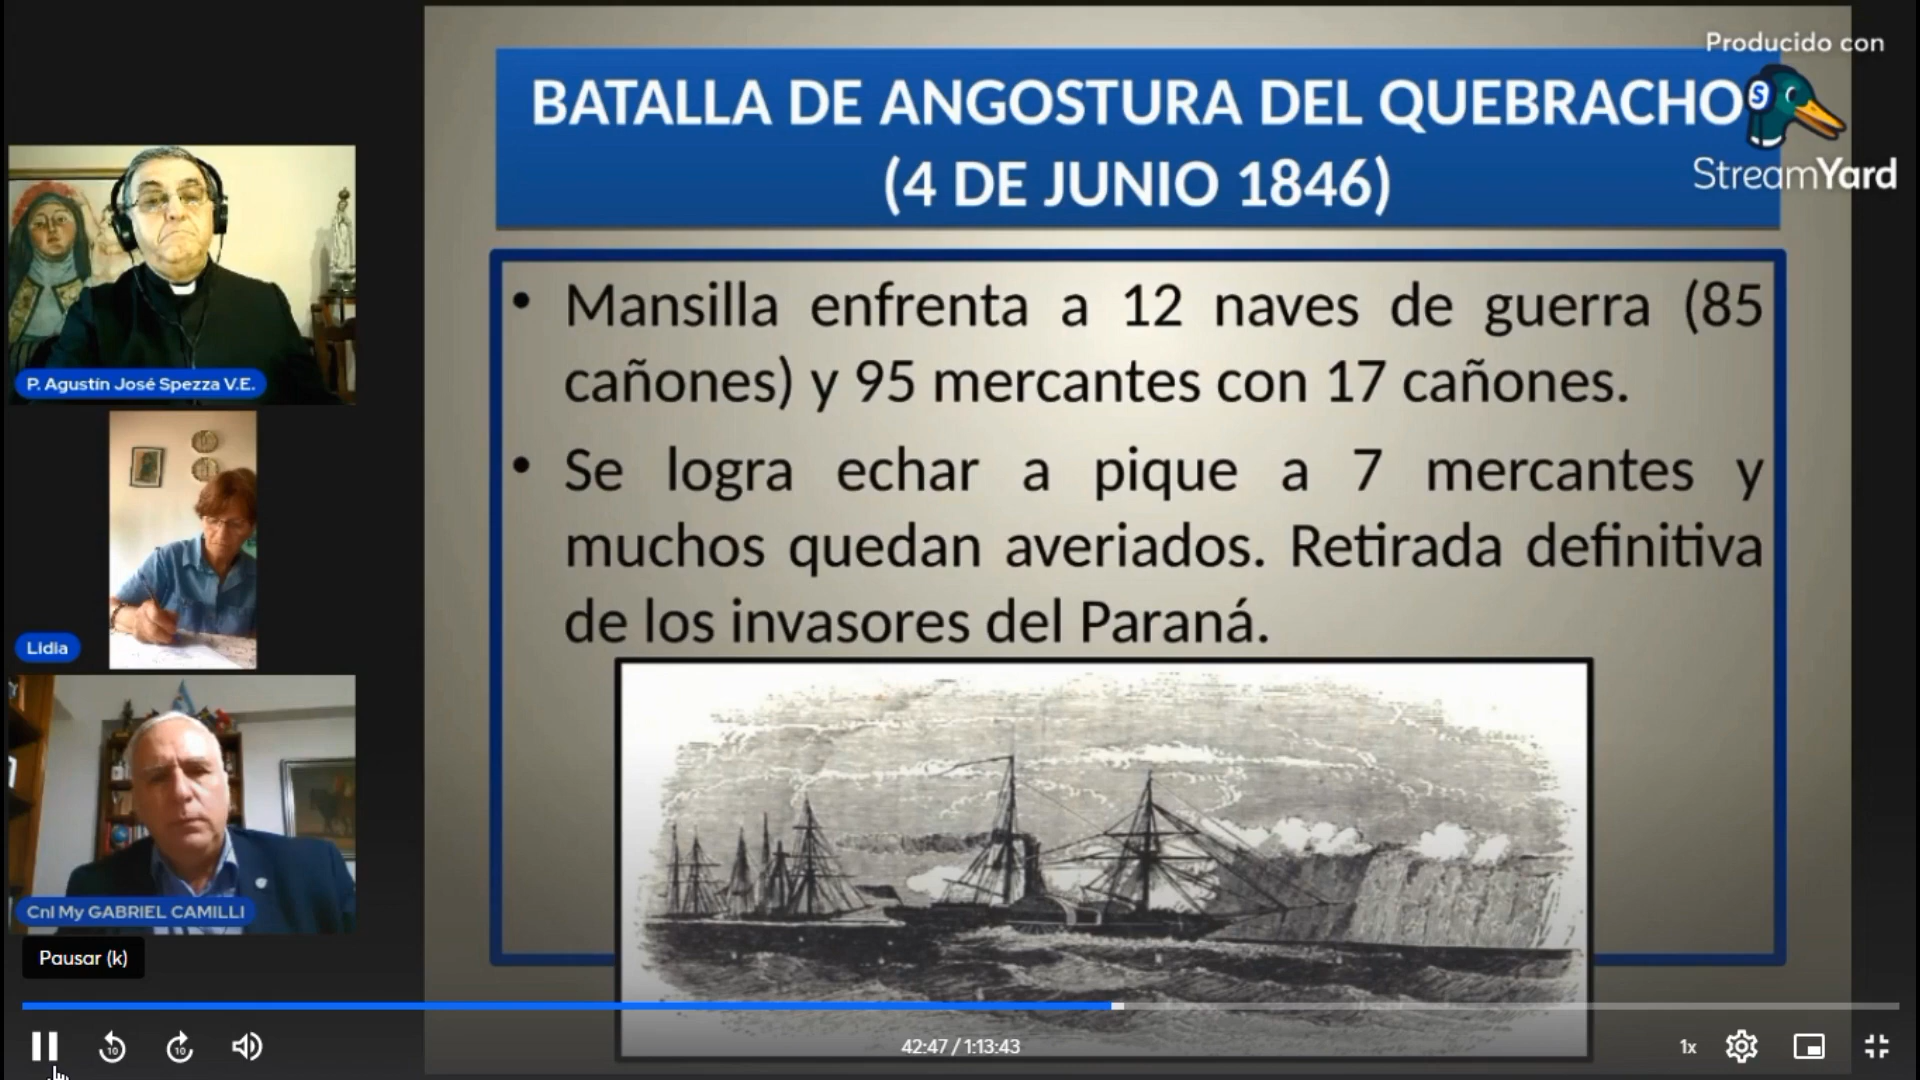 Producido con
StreamYard
BATALLA DE ANGOSTURA DEL QUEBRACHO
(4 DE JUNIO 1846)
• Mansilla enfrenta a 12 naves de guerra (85
cañones) y 95 mercantes con 17 cañones.
• Se logra echar a pique a 7 mercantes y
muchos quedan averiados. Retirada definitiva
de los invasores del Paraná.
P. Agustín José Spezza V.E.
Lidia
Cnl My GABRIEL CAMILLI
Pausar (k)
10
10
42:47 / 1:13:43
1x